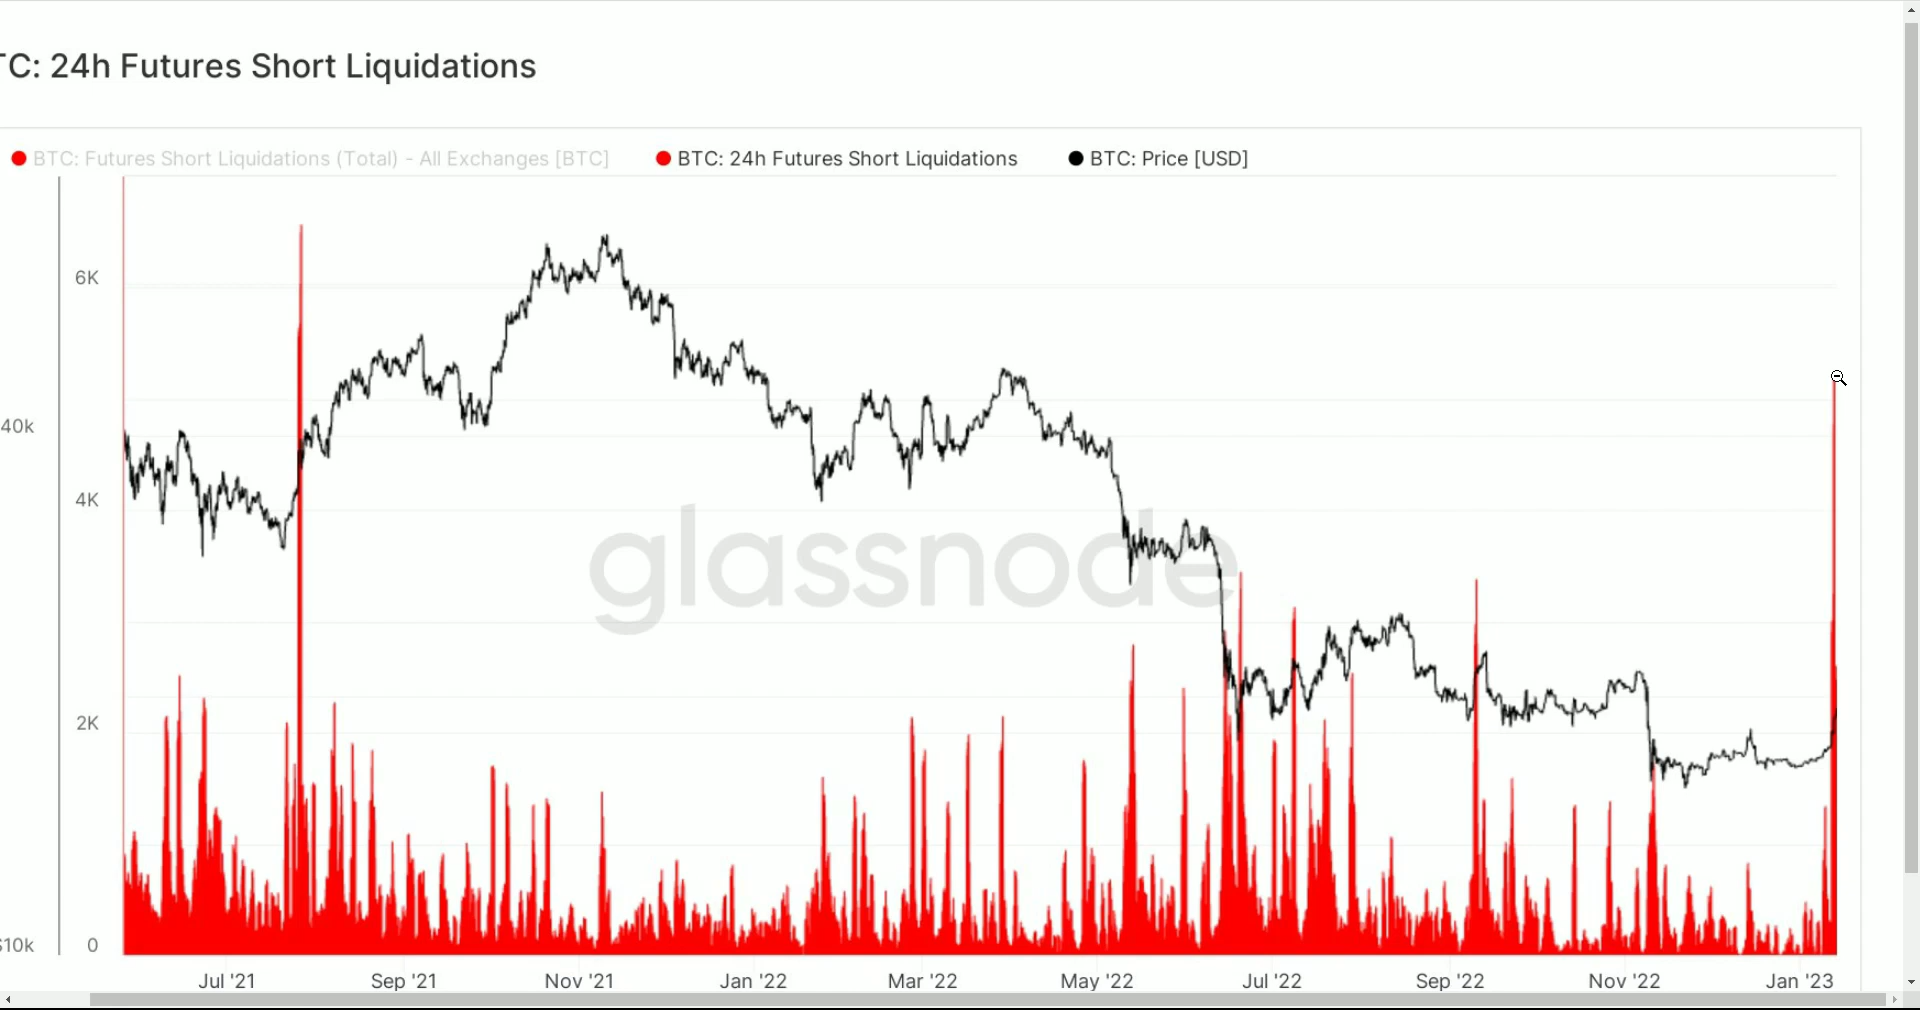 TC: 24h Futures Short Liquidations
BTC: Futures Short Liquidations (Total) - All Exchanges [BTC] BTC: 24h Futures Short Liquidations BTC: Price [USD]
6K
40k
4K
glassnode
2K
$10k 0
Jul '21 Sep '21 Nov '21 Jan '22 Mar '22 May '22 Jul '22 Sep '22 Nov '22 Jan '23